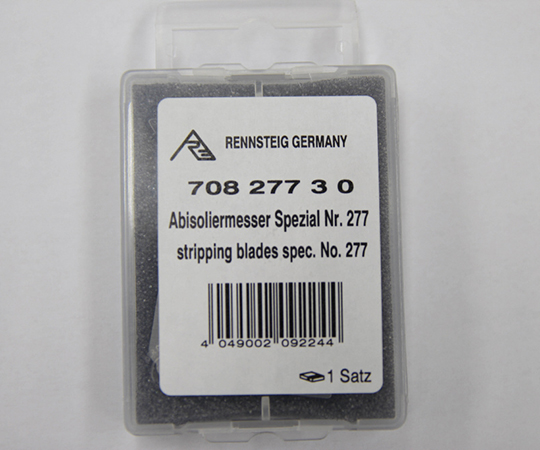 RE
RENNSTEIG GERMANY
708 277 3 0
Abisoliermesser Spezial Nr. 277
stripping blades spec. No. 277
4 049002 092244
1 Satz